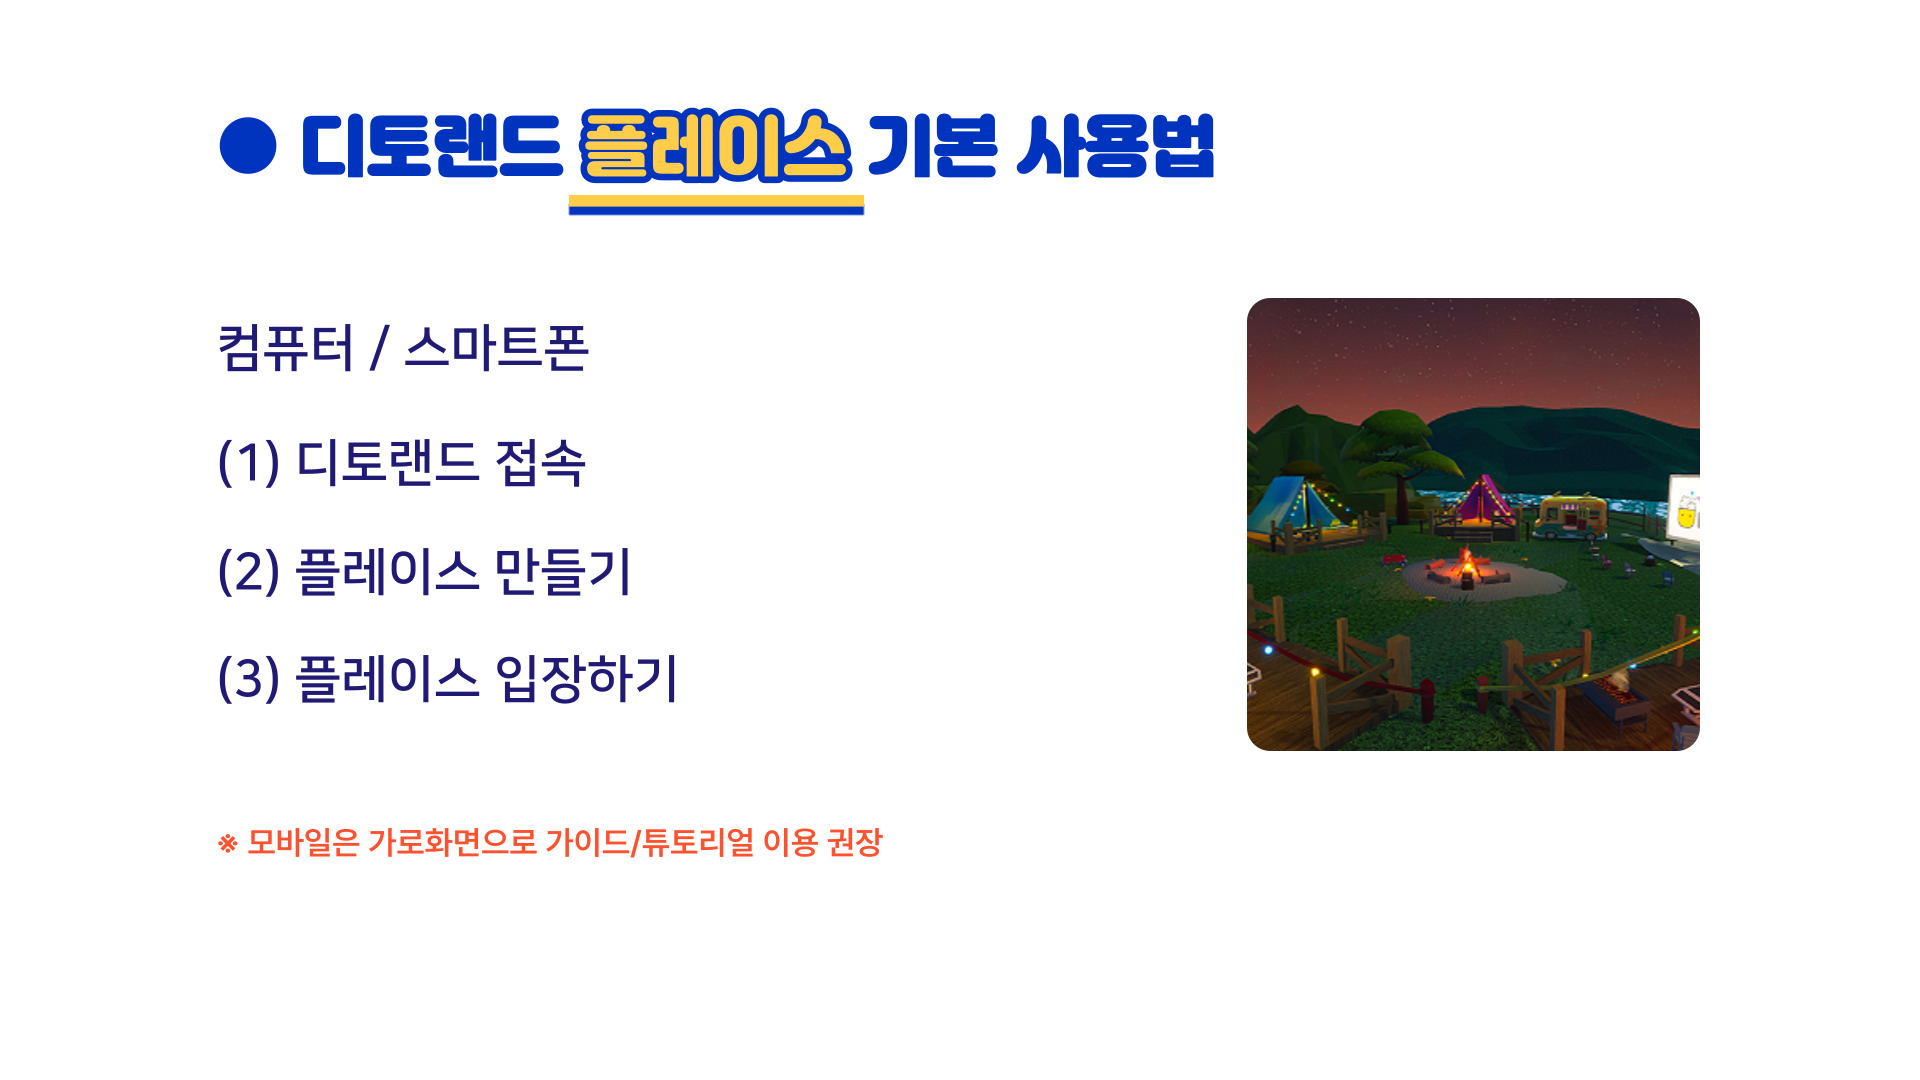 ● 디토랜드 플레이스 기본 사용법
컴퓨터 / 스마트폰
(1) 디토랜드 접속
(2) 플레이스 만들기
(3) 플레이스 입장하기
※ 모바일은 가로화면으로 가이드/튜토리얼 이용 권장